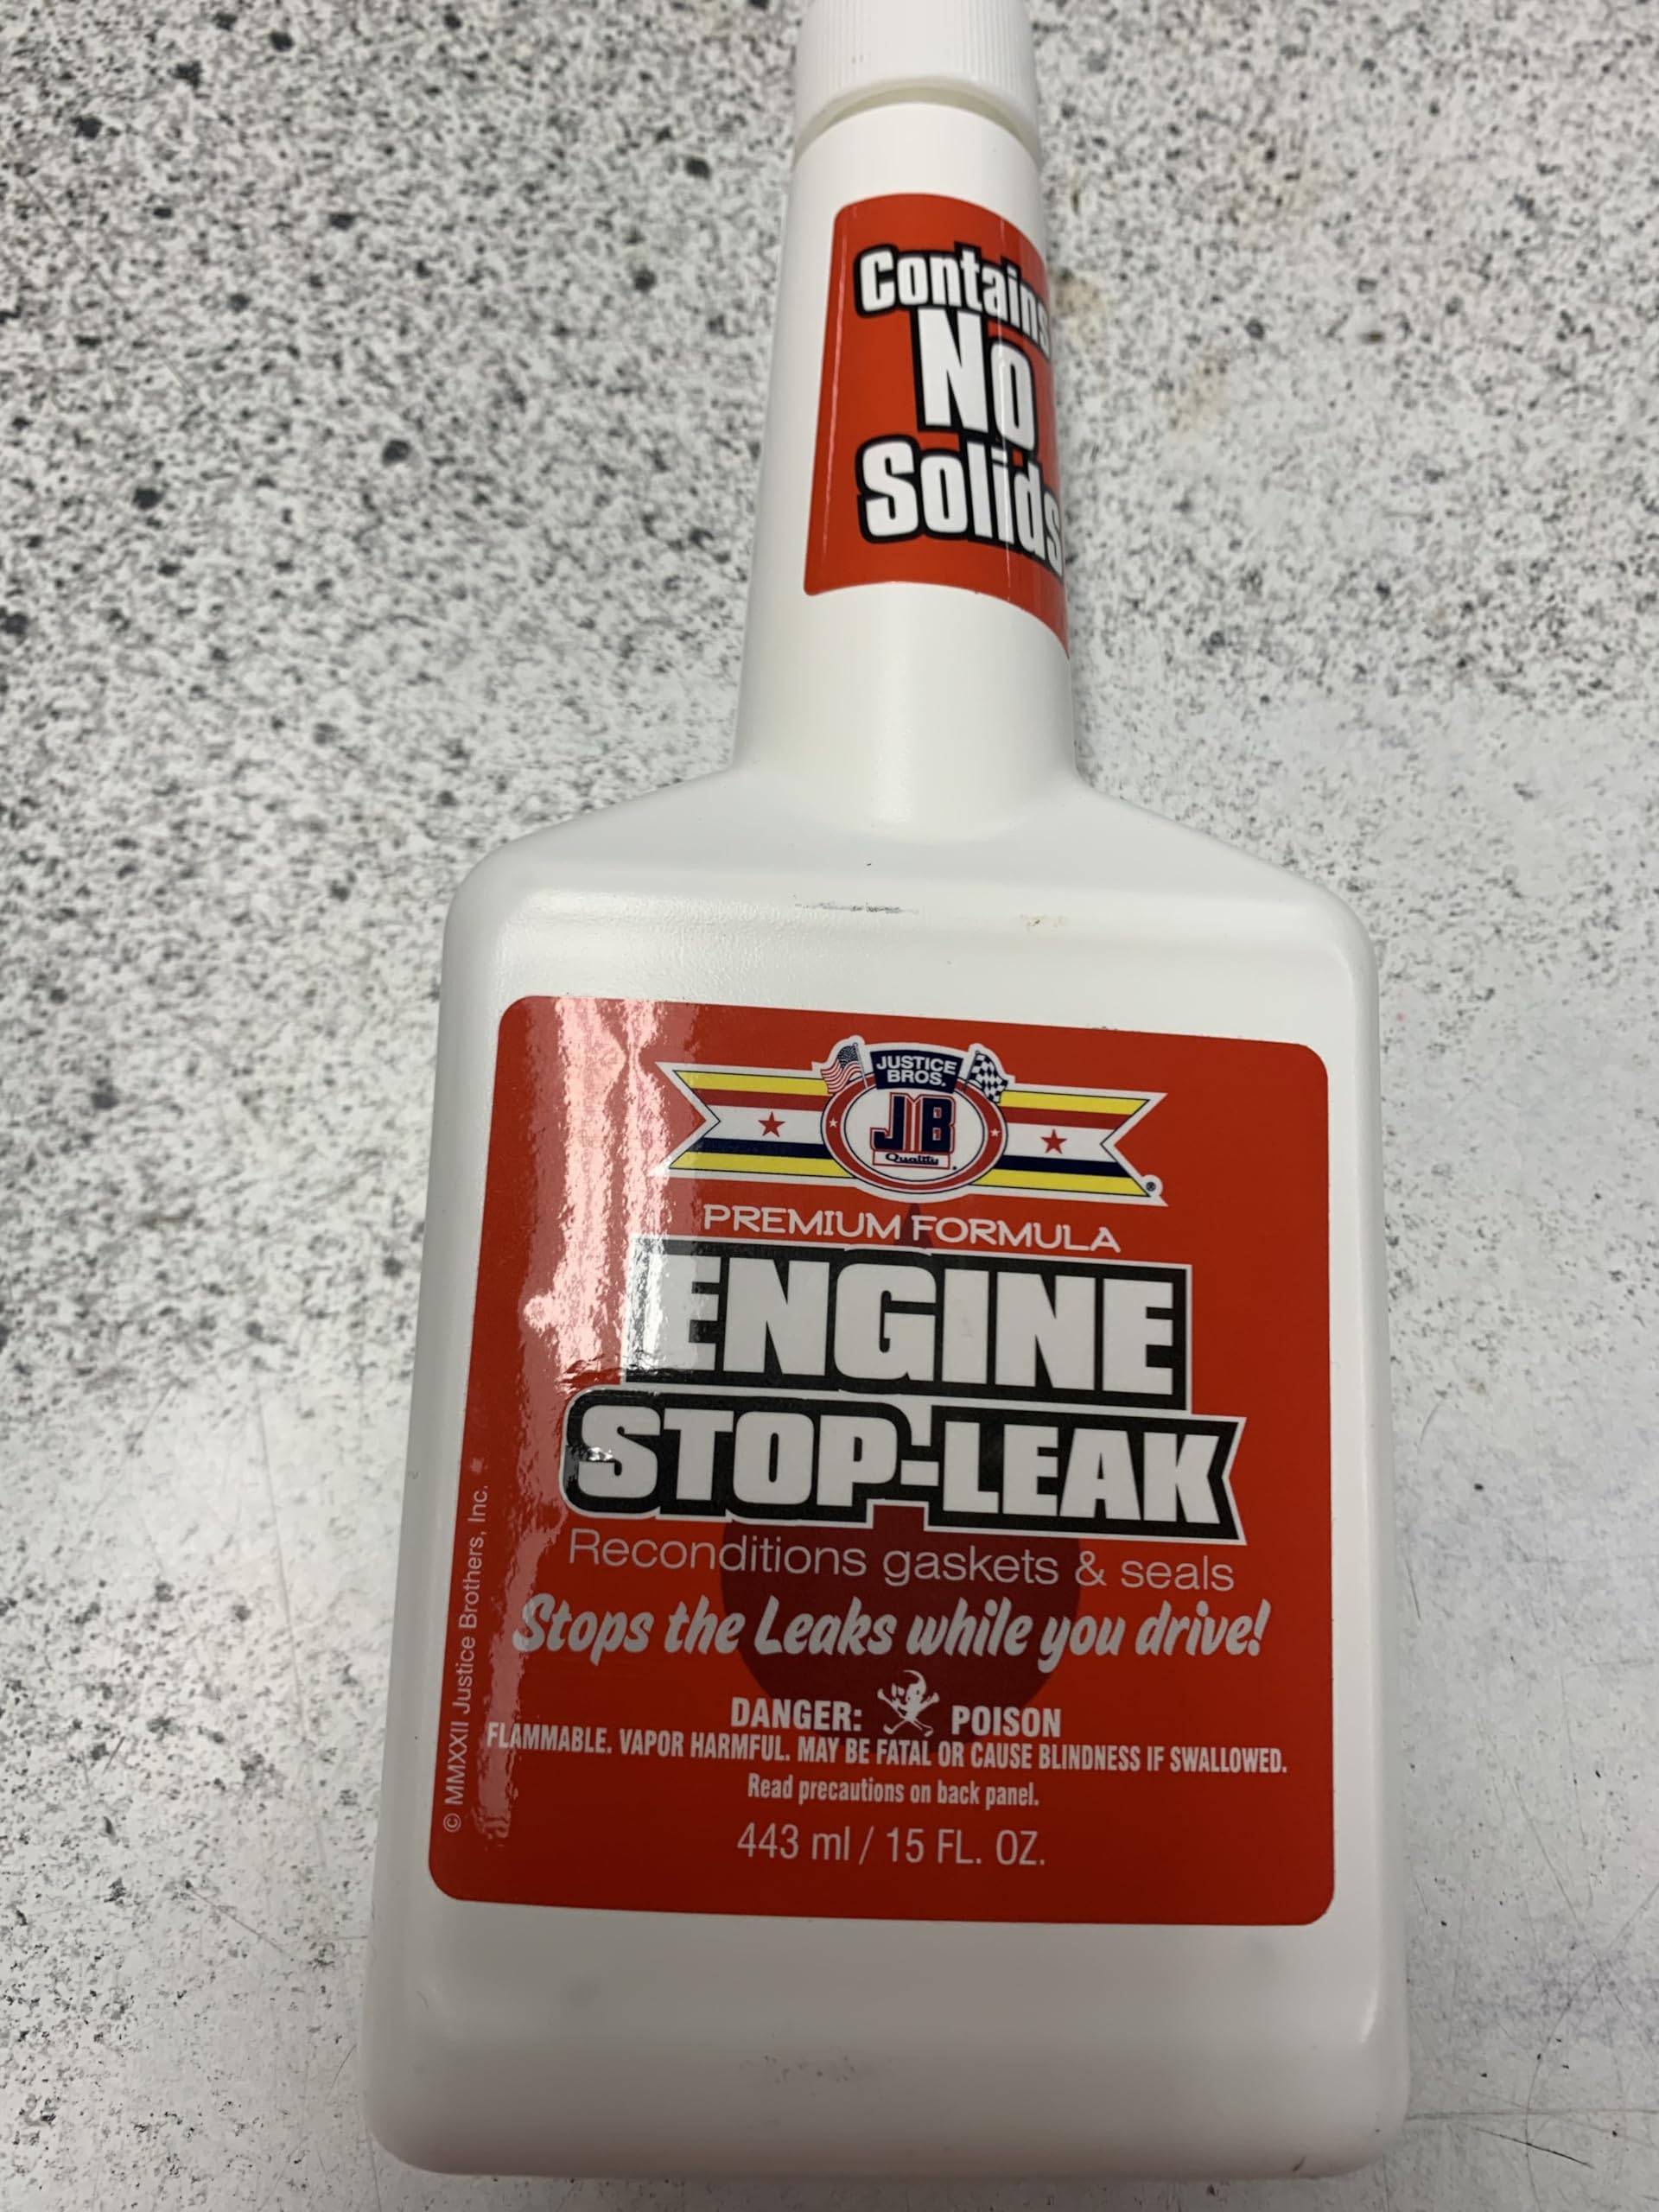 Contains
No
Solids
JUSTICE
BROS.
JB
Quality
®
PREMIUM FORMULA
ENGINE
STOP-LEAK
Reconditions gaskets & seals
Stops the Leaks while you drive!
DANGER: POISON
FLAMMABLE. VAPOR HARMFUL. MAY BE FATAL OR CAUSE BLINDNESS IF SWALLOWED.
Read precautions on back panel.
443 ml / 15 FL. OZ.
© MMXXII Justice Brothers, Inc.